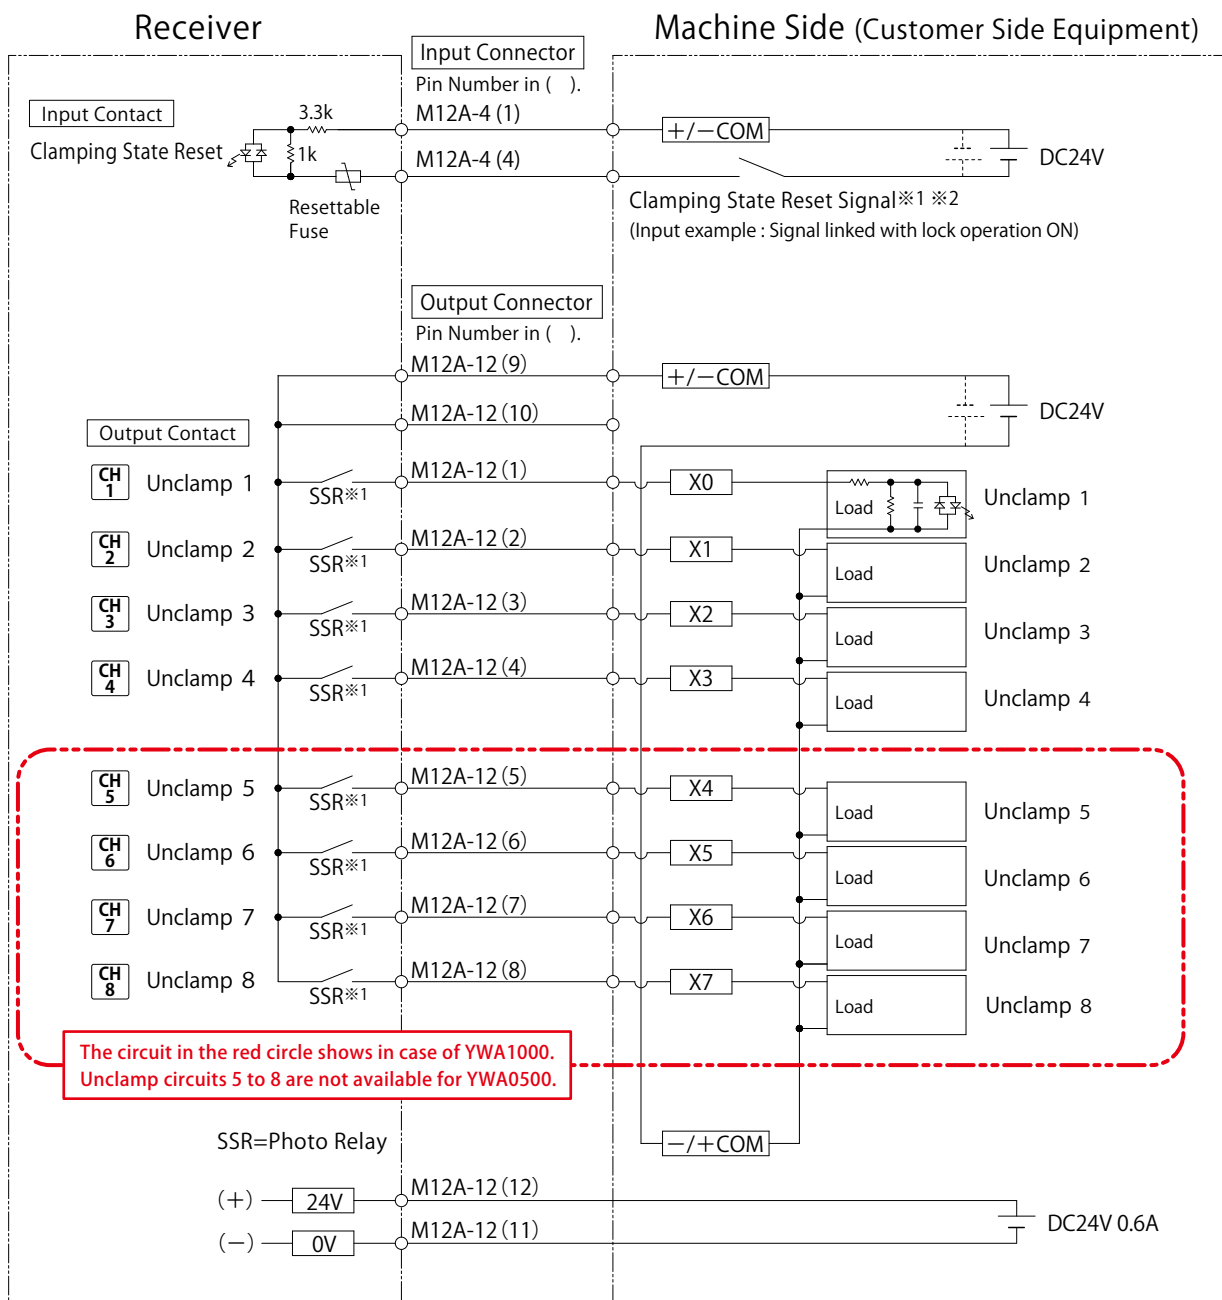 Receiver
Machine Side (Customer Side Equipment)
Input Connector
Pin Number in (   ).
Input Contact
3.3k
M12A-4 (1)
+/−COM
Clamping State Reset
1k
M12A-4 (4)
DC24V
Resettable
Fuse
Clamping State Reset Signal※1 ※2
(Input example : Signal linked with lock operation ON)
Output Connector
Pin Number in (   ).
M12A-12 (9)
+/−COM
DC24V
M12A-12 (10)
Output Contact
CH
1
Unclamp 1
SSR※1
M12A-12 (1)
X0
Load
Unclamp 1
CH
2
Unclamp 2
SSR※1
M12A-12 (2)
X1
Load
Unclamp 2
CH
3
Unclamp 3
SSR※1
M12A-12 (3)
X2
Load
Unclamp 3
CH
4
Unclamp 4
SSR※1
M12A-12 (4)
X3
Load
Unclamp 4
CH
5
Unclamp 5
SSR※1
M12A-12 (5)
X4
Load
Unclamp 5
CH
6
Unclamp 6
SSR※1
M12A-12 (6)
X5
Load
Unclamp 6
CH
7
Unclamp 7
SSR※1
M12A-12 (7)
X6
Load
Unclamp 7
CH
8
Unclamp 8
SSR※1
M12A-12 (8)
X7
Load
Unclamp 8
The circuit in the red circle shows in case of YWA1000.
Unclamp circuits 5 to 8 are not available for YWA0500.
SSR=Photo Relay
−/+COM
(+)
24V
M12A-12 (12)
(−)
0V
M12A-12 (11)
DC24V 0.6A